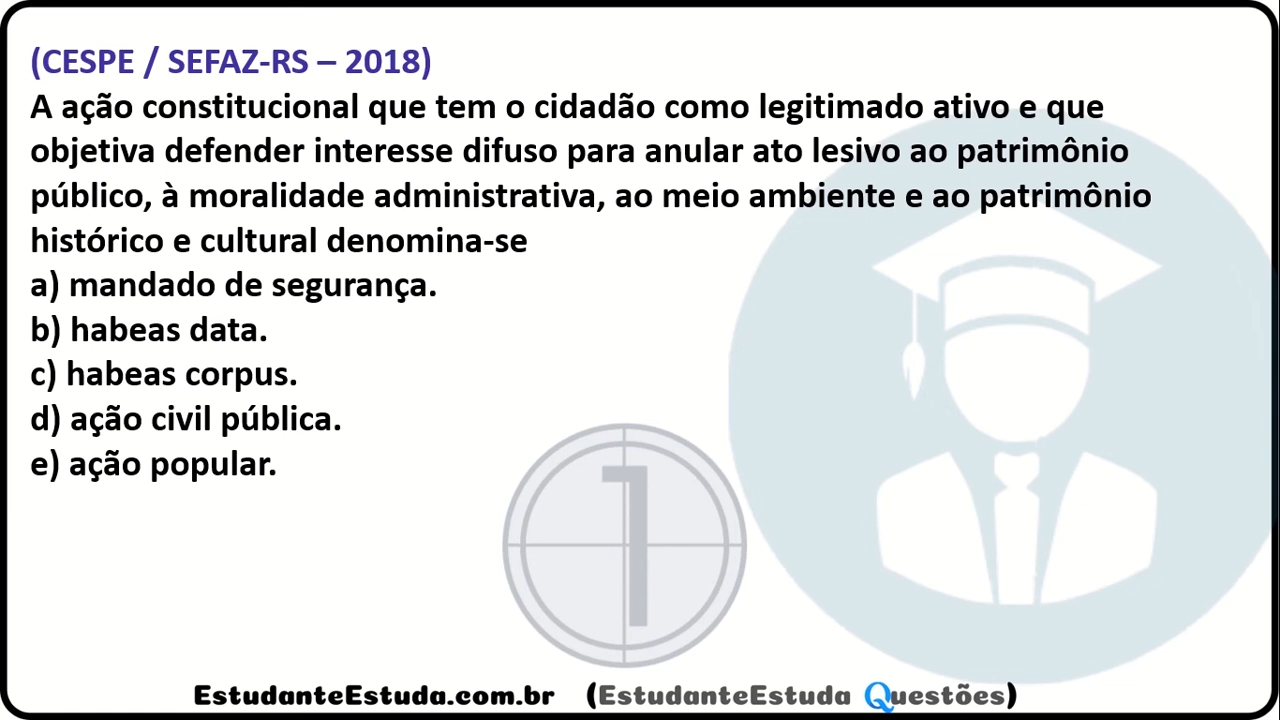 (CESPE / SEFAZ-RS – 2018)
A ação constitucional que tem o cidadão como legitimado ativo e que
objetiva defender interesse difuso para anular ato lesivo ao patrimônio
público, à moralidade administrativa, ao meio ambiente e ao patrimônio
histórico e cultural denomina-se
a) mandado de segurança.
b) habeas data.
c) habeas corpus.
d) ação civil pública.
e) ação popular.
1
EstudanteEstuda.com.br (EstudanteEstuda Questões)